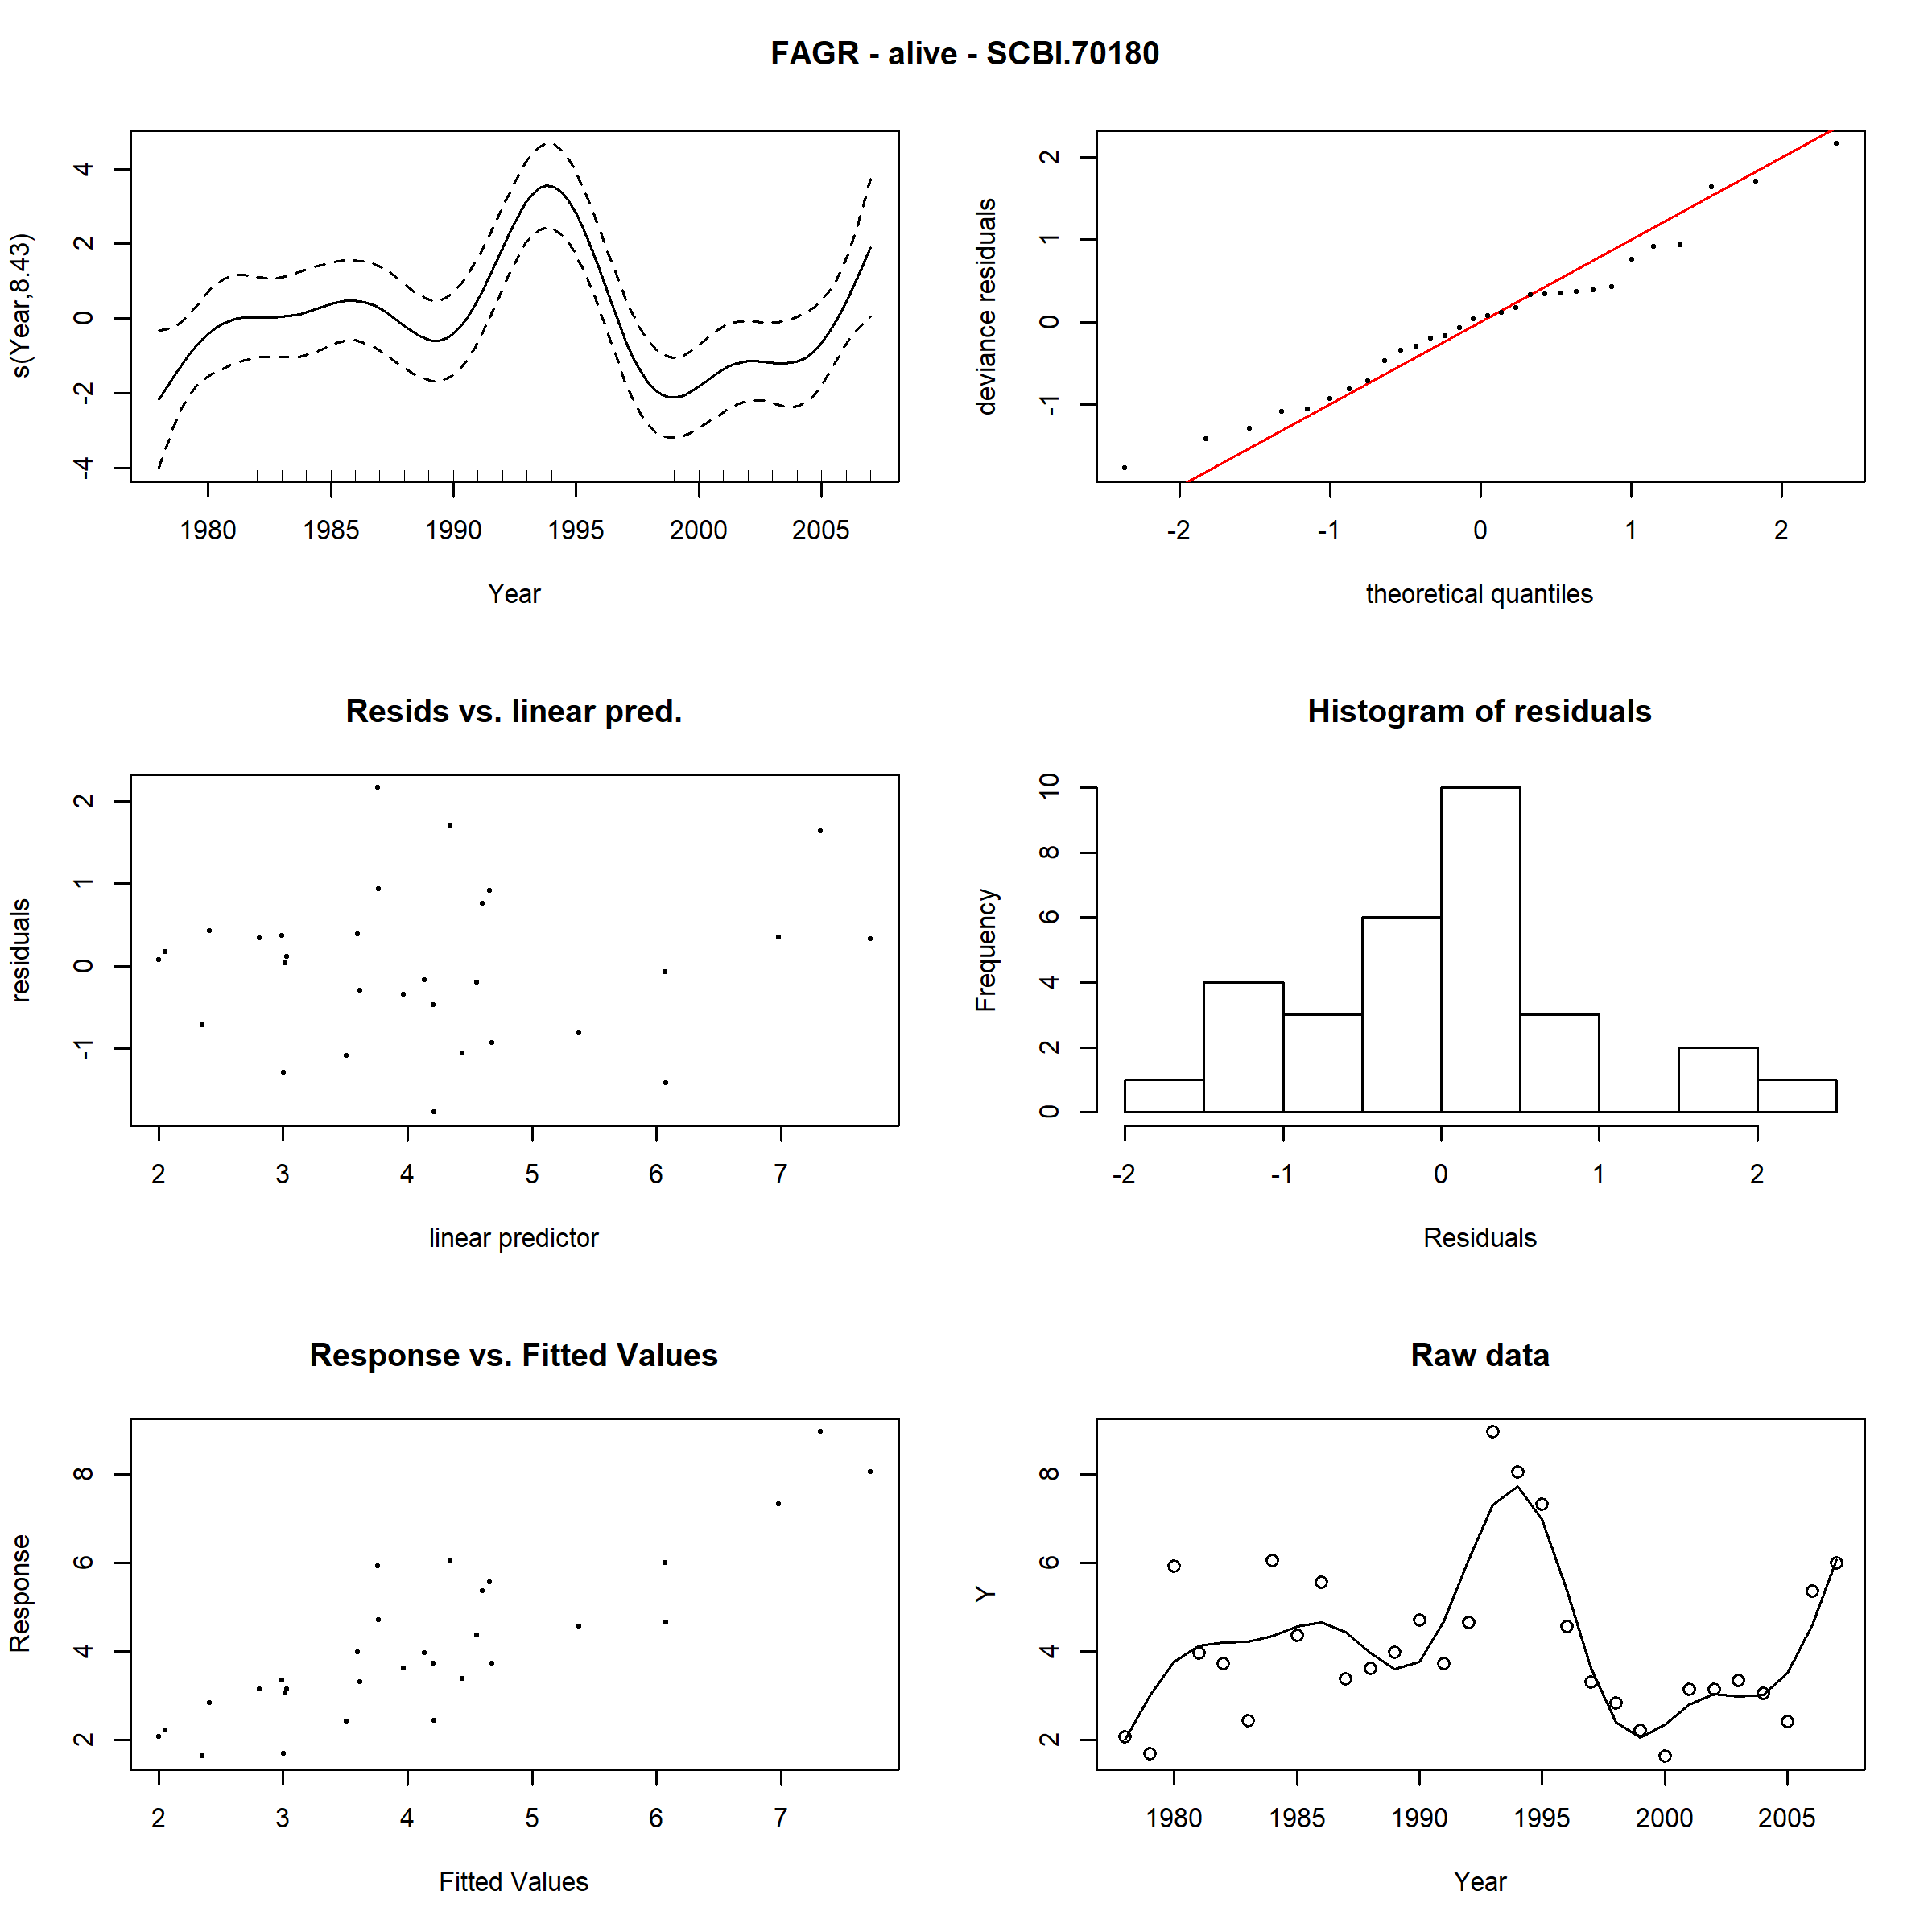 FAGR - alive - SCBI.70180
s(Year,8.43)
4
2
0
-2
-4
1980 1985 1990 1995 2000 2005
Year
deviance residuals
2
1
0
-1
-2 -1 0 1 2
theoretical quantiles
Resids vs. linear pred.
residuals
2
1
0
-1
2 3 4 5 6 7
linear predictor
Histogram of residuals
Frequency
10
8
6
4
2
0
-2 -1 0 1 2
Residuals
Response vs. Fitted Values
Response
8
6
4
2
2 3 4 5 6 7
Fitted Values
Raw data
Y
8
6
4
2
1980 1985 1990 1995 2000 2005
Year